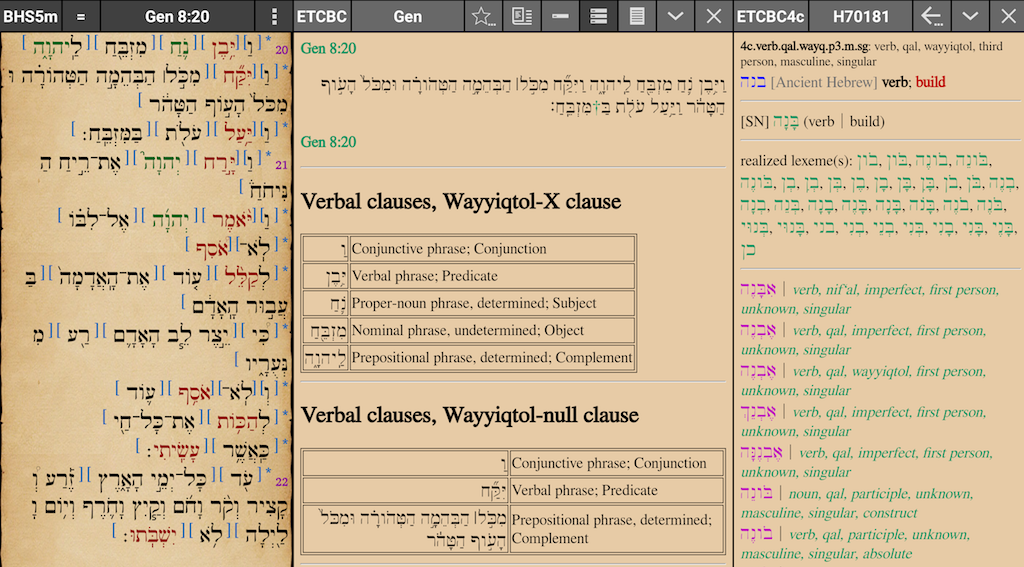 BHS5m = Gen 8:20
20 * [ וַ][יִּ֥בֶן ][ נֹ֛חַ ][ מִזְבֵּ֖חַ ][ לַֽיהוָ֑ה ]
* [ וַ][יִּקַּ֞ח ][ מִכֹּ֣ל׀ הַבְּהֵמָ֣ה הַטְּהוֹרָ֗ה וּ
מִכֹּל֙ הָע֣וֹף הַטָּהֹ֔ר ]
* [ וַ][יַּ֥עַל ][ עֹלֹ֖ת ][ בַּמִּזְבֵּֽחַ׃ ]
21 * [ וַ][יָּ֣רַח ][ יְהוָה֮ ][ אֶת־רֵ֣יחַ הַ
נִּיחֹחַ֒ ]
* [ וַ][יֹּ֨אמֶר ][ יְהוָ֜ה ][ אֶל־לִבּ֗וֹ ]
* [ לֹֽא־][אֹ֠סִף ]
* [ לְקַלֵּ֨ל ][ ע֤וֹד ][ אֶת־הָֽאֲדָמָה֙ ][ בַּ
עֲב֣וּר הָֽאָדָ֔ם ]
* [ כִּ֠י ][ יֵ֣צֶר לֵ֧ב הָאָדָ֛ם ][ רַ֖ע ][ מִ
נְּעֻרָ֑יו ]
* [ וְ][לֹֽא־][אֹסִ֥ף ][ ע֛וֹד ]
* [ לְהַכּ֥וֹת ][ אֶת־כָּל־חַ֖י ]
* [ כַּֽאֲשֶׁ֥ר ][ עָשִֽׂיתִי׃ ]
22 * [ עֹ֖ד ][ כָּל־יְמֵ֣י הָאָ֑רֶץ ][ זֶ֡רַע וְ
קָצִיר וְקֹ֨ר וָחֹ֜ם וְקַ֧יִץ וָחֹ֛רֶף וְי֥וֹם וָ
לַ֖יְלָה ][ לֹ֥א ][ יִשְׁבֹּֽתוּ׃ ]
ETCBC Gen
Gen 8:20
וַיִּ֥בֶן נֹ֛חַ מִזְבֵּ֖חַ לַֽיהוָ֑ה וַיִּקַּ֞ח מִכֹּ֣ל׀ הַבְּהֵמָ֣ה הַטְּהוֹרָ֗ה וּמִכֹּל֙ הָע֣וֹף
הַטָּהֹ֔ר וַיַּ֥עַל עֹלֹ֖ת בַּ†מִּזְבֵּֽחַ׃
Gen 8:20
Verbal clauses, Wayyiqtol-X clause
וַ Conjunctive phrase; Conjunction
יִּ֥בֶן Verbal phrase; Predicate
נֹ֛חַ Proper-noun phrase, determined; Subject
מִזְבֵּ֖חַ Nominal phrase, undetermined; Object
לַֽיהוָ֑ה Prepositional phrase, determined; Complement
Verbal clauses, Wayyiqtol-null clause
וַ Conjunctive phrase; Conjunction
יִּקַּ֞ח Verbal phrase; Predicate
מִכֹּ֣ל׀ הַבְּהֵמָ֣ה הַטְּהוֹרָ֗ה וּמִכֹּל֙ Prepositional phrase, determined;
הָע֣וֹף הַטָּהֹ֔ר Complement
ETCBC4c H70181
4c.verb.qal.wayq.p3.m.sg: verb, qal, wayyiqtol, third
person, masculine, singular
בנה [Ancient Hebrew] verb; build
[SN] בָּנָה (verb | build)
realized lexeme(s):
אִבָּנֶה | verb, nif'al, imperfect, first person,
unknown, singular
אֶבְנֶה | verb, qal, imperfect, first person,
unknown, singular
אֶבְנֶה | verb, qal, wayyiqtol, first person,
unknown, singular
אֶבְנֵךְ | verb, qal, imperfect, first person,
unknown, singular
אֶבְנֶנָּה | verb, qal, imperfect, first person,
unknown, singular
בּוֹנֵה | noun, qal, participle, unknown,
masculine, singular, construct
בוֹנֶה | verb, qal, participle, unknown,
masculine, singular, absolute